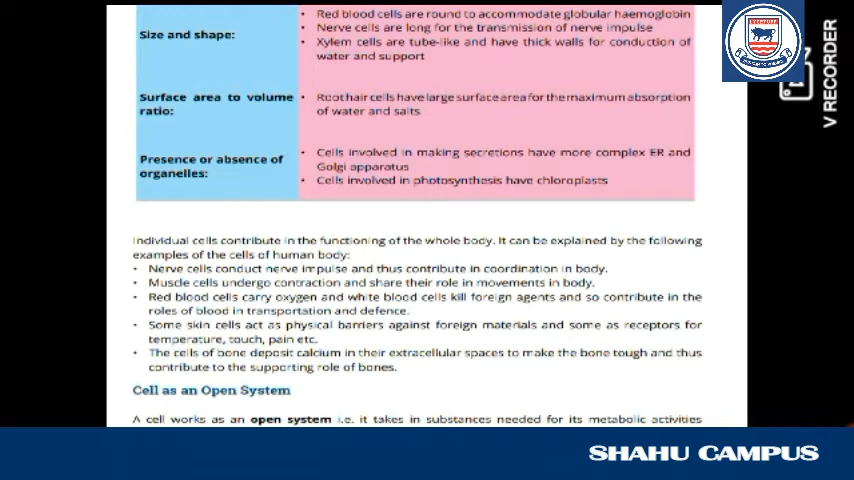 Size and shape:
• Red blood cells are round to accommodate globular haemoglobin
• Nerve cells are long for the transmission of nerve impulse
• Xylem cells are tube-like and have thick walls for conduction of
water and support
Surface area to volume
ratio:
• Root hair cells have large surface area for the maximum absorption
of water and salts
Presence or absence of
organelles:
• Cells involved in making secretions have more complex ER and
Golgi apparatus
• Cells involved in photosynthesis have chloroplasts
Individual cells contribute in the functioning of the whole body. It can be explained by the following
examples of the cells of human body:
• Nerve cells conduct nerve impulse and thus contribute in coordination in body.
• Muscle cells undergo contraction and share their role in movements in body.
• Red blood cells carry oxygen and white blood cells kill foreign agents and so contribute in the
roles of blood in transportation and defence.
• Some skin cells act as physical barriers against foreign materials and some as receptors for
temperature, touch, pain etc.
• The cells of bone deposit calcium in their extracellular spaces to make the bone tough and thus
contribute to the supporting role of bones.
Cell as an Open System
A cell works as an open system i.e. it takes in substances needed for its metabolic activities
V RECORDER
SHAHU CAMPUS